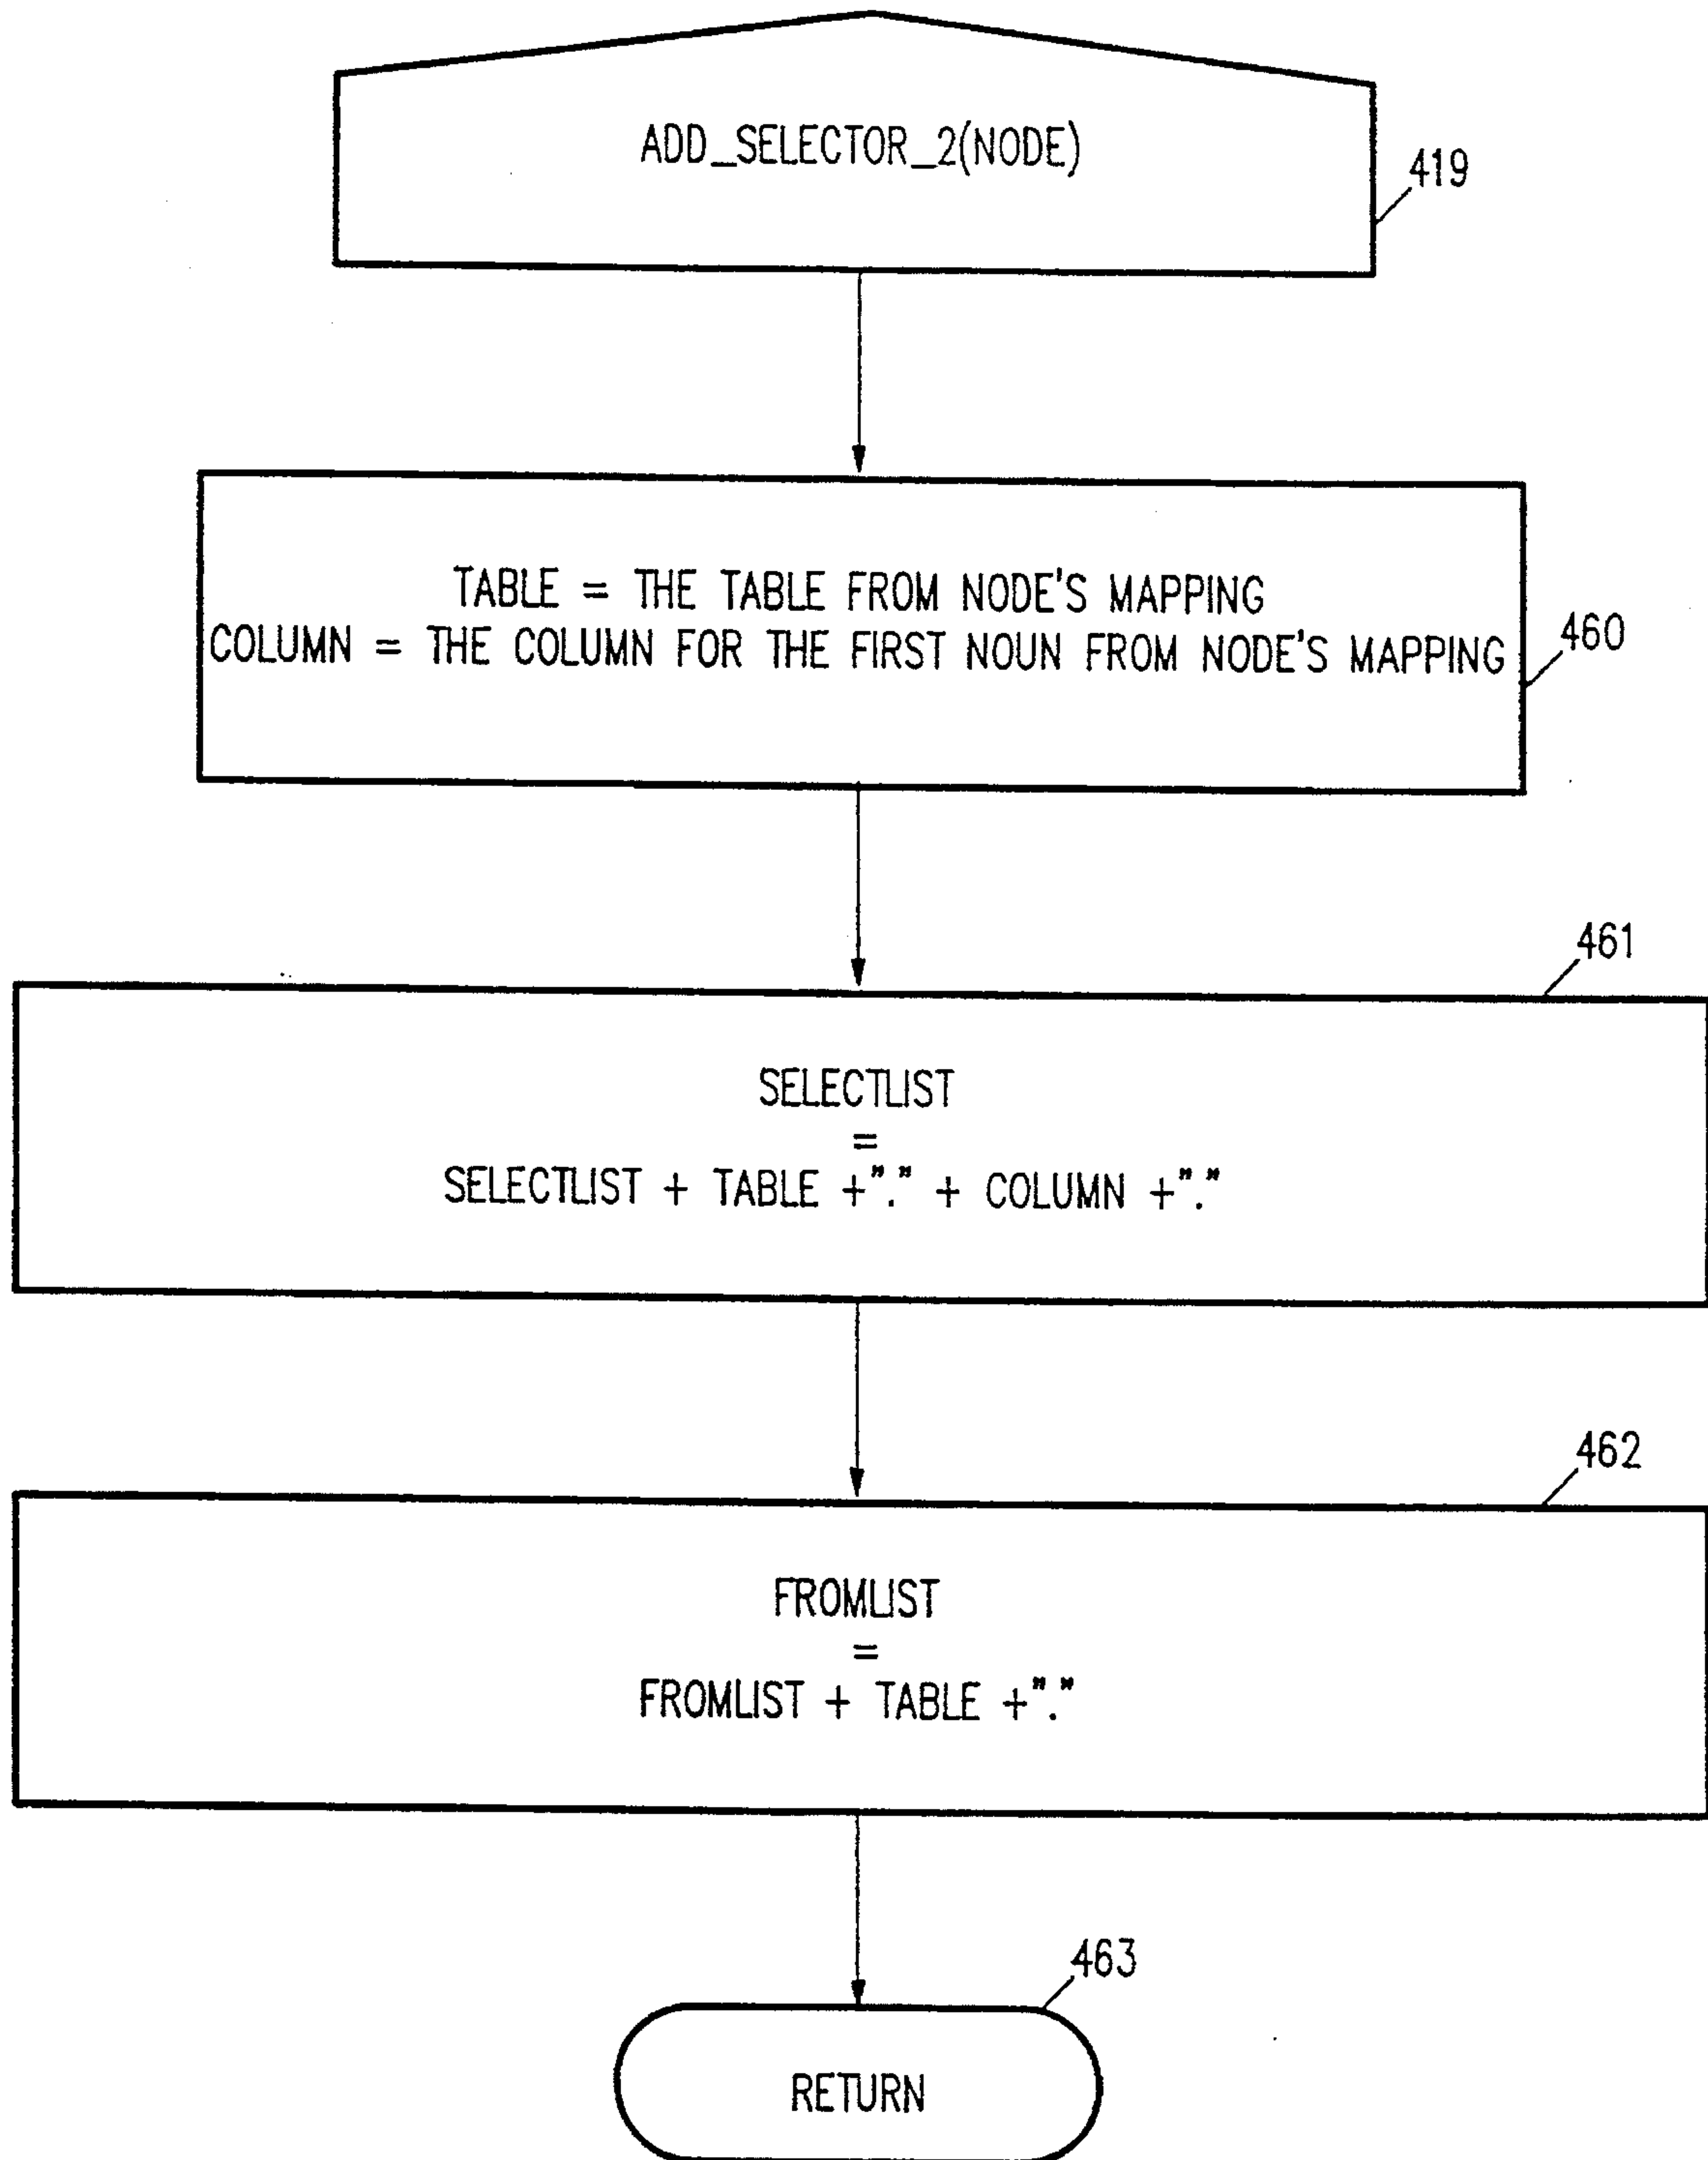 ADD_SELECTOR_2(NODE)
419
TABLE = THE TABLE FROM NODE'S MAPPING
COLUMN = THE COLUMN FOR THE FIRST NOUN FROM NODE'S MAPPING
460
461
SELECTLIST
=
SELECTLIST + TABLE +"." + COLUMN +"."
462
FROMLIST
=
FROMLIST + TABLE +"."
463
RETURN